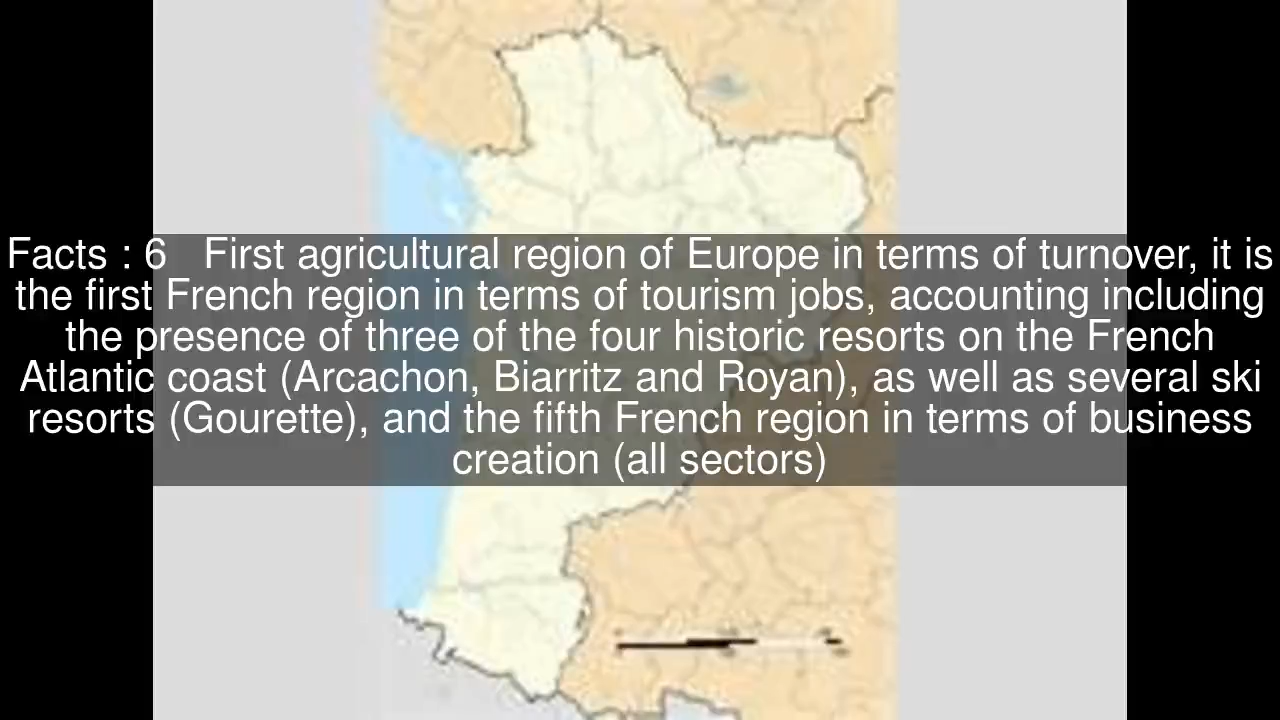 Facts : 6   First agricultural region of Europe in terms of turnover, it is
the first French region in terms of tourism jobs, accounting including
the presence of three of the four historic resorts on the French
Atlantic coast (Arcachon, Biarritz and Royan), as well as several ski
resorts (Gourette), and the fifth French region in terms of business
creation (all sectors)